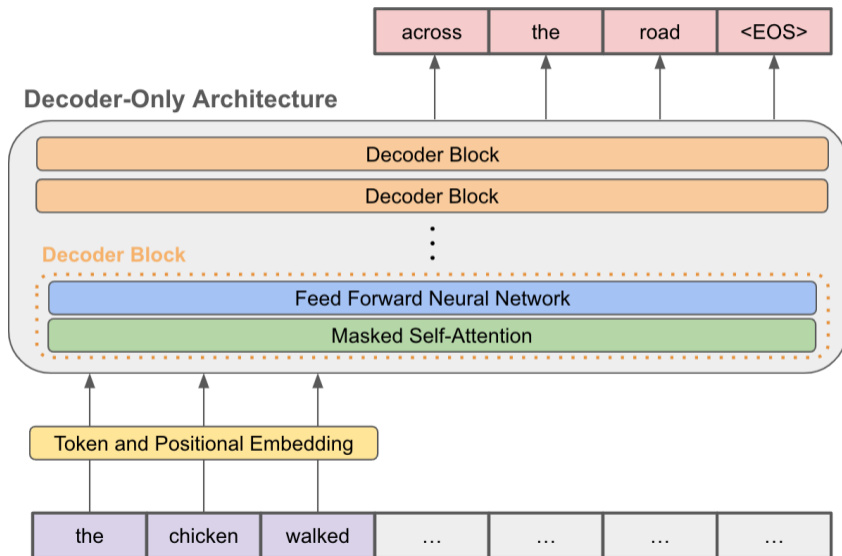 across the road <EOS>
Decoder-Only Architecture
Decoder Block
Decoder Block
⋮
Decoder Block
Feed Forward Neural Network
Masked Self-Attention
Token and Positional Embedding
the chicken walked ... ... ... ...